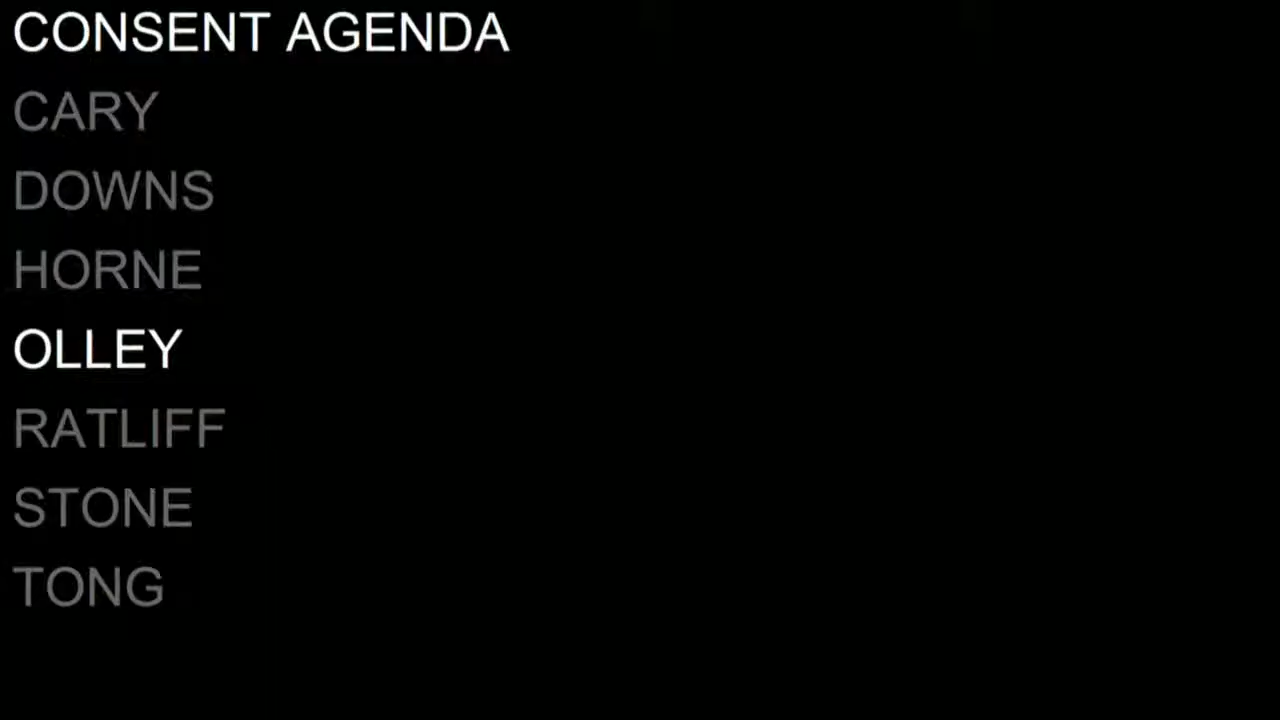 CONSENT AGENDA
CARY
DOWNS
HORNE
OLLEY
RATLIFF
STONE
TONG